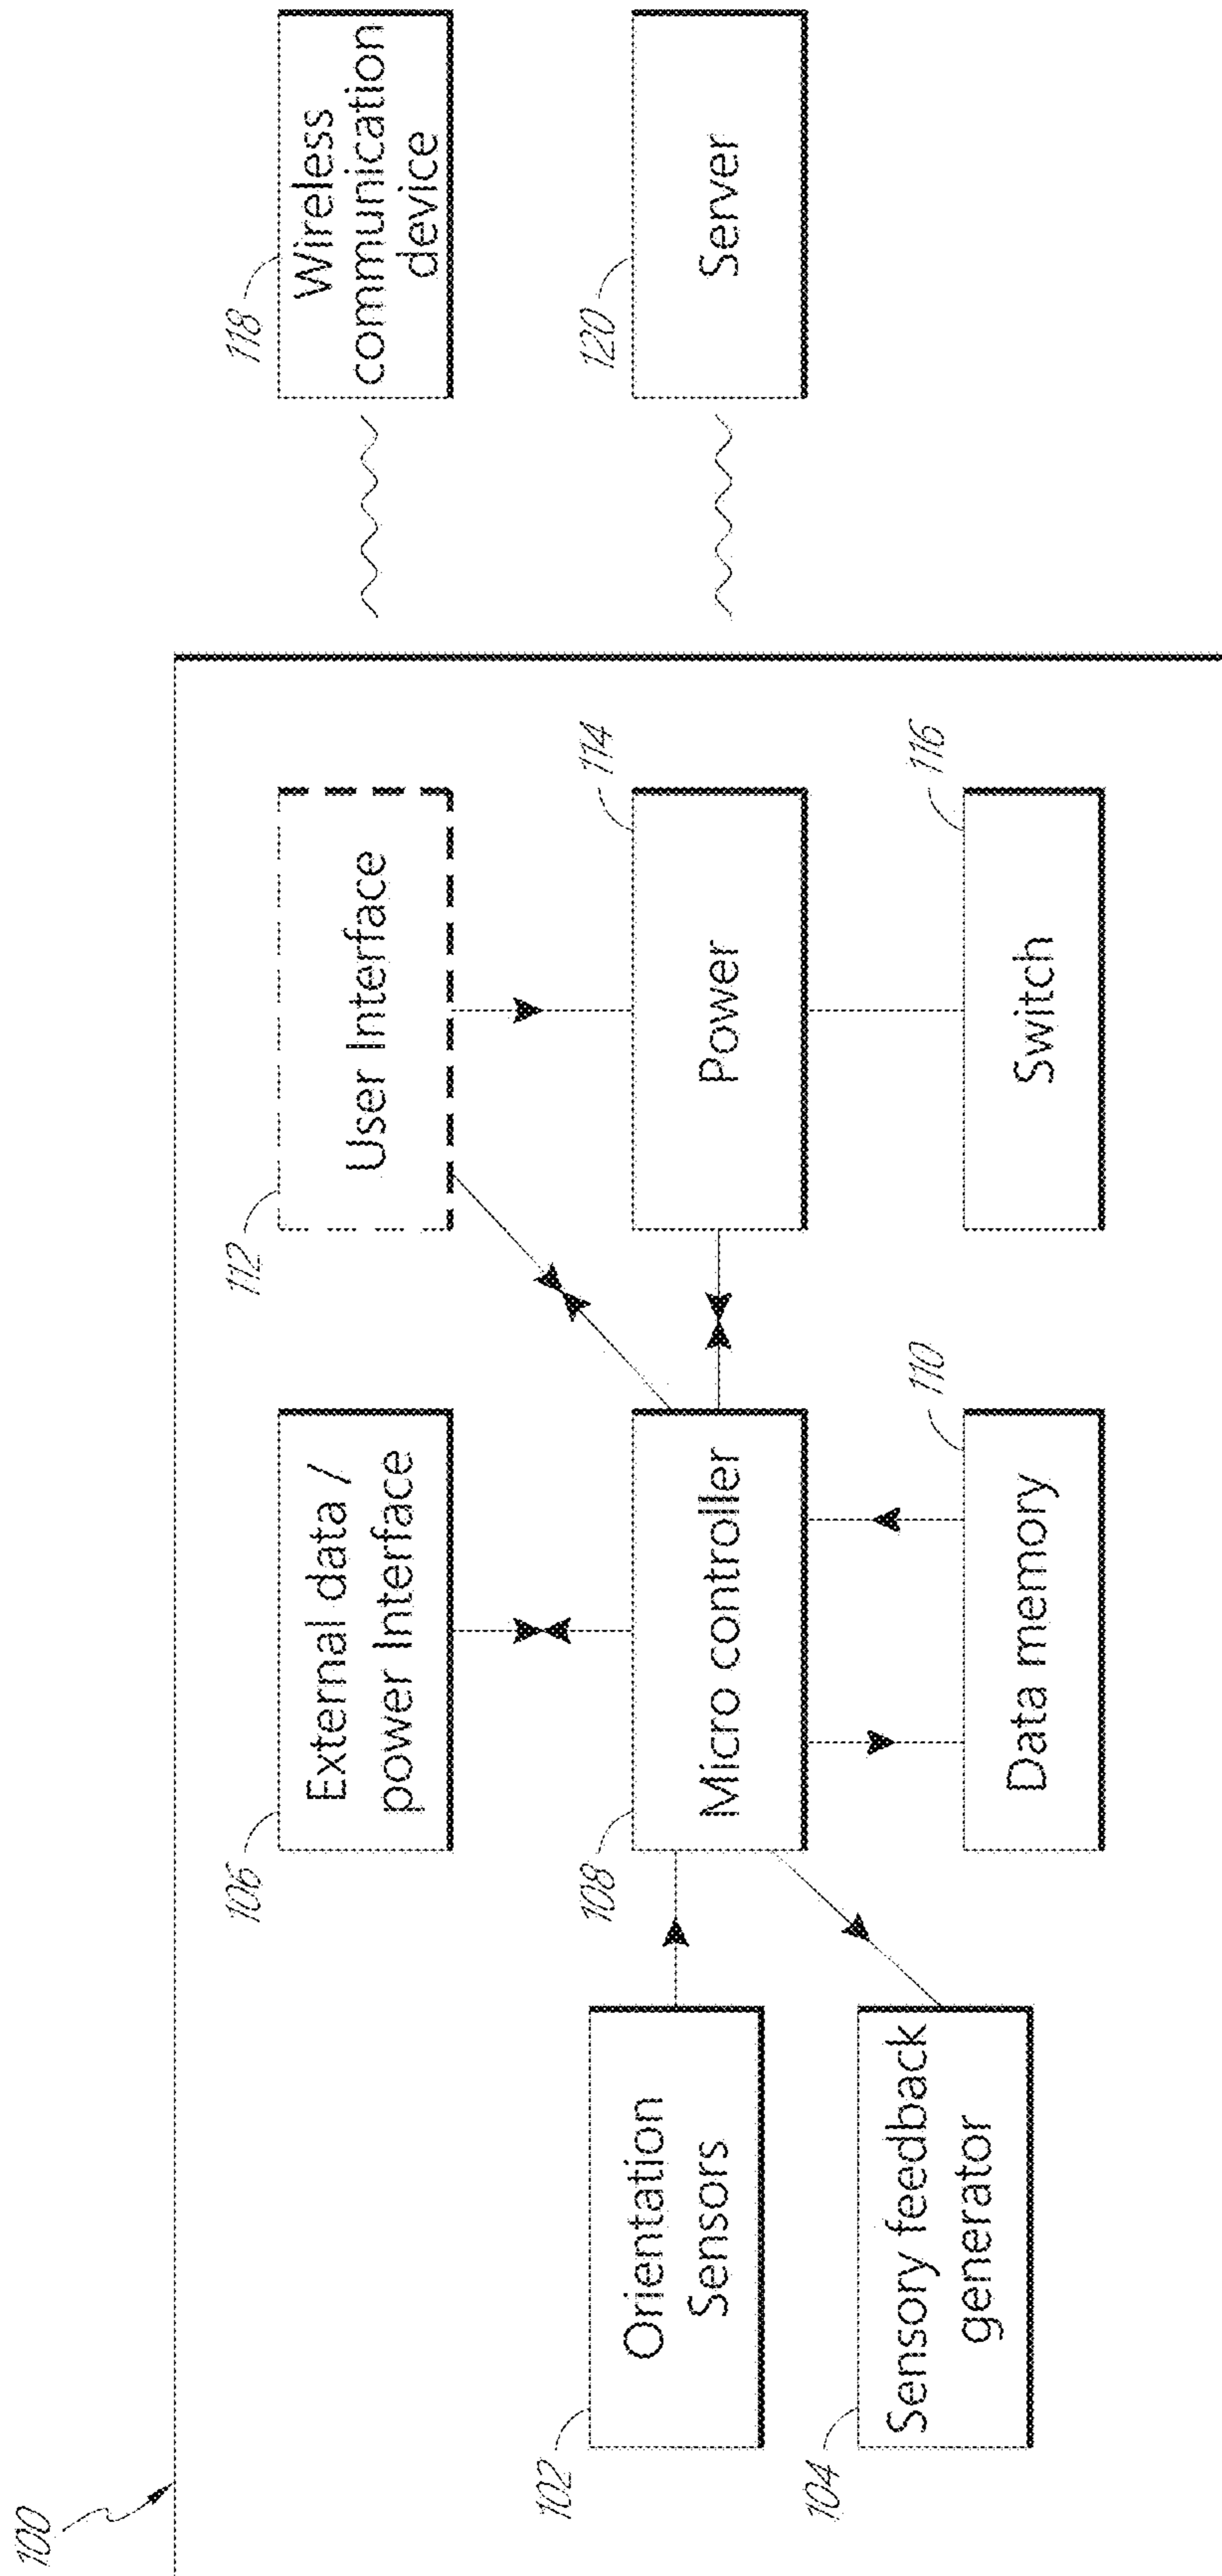 100
106
External data /
power Interface
112
User Interface
118
Wireless
communication
device
102
Orientation
Sensors
108
Micro controller
114
Power
120
Server
104
Sensory feedback
generator
110
Data memory
116
Switch